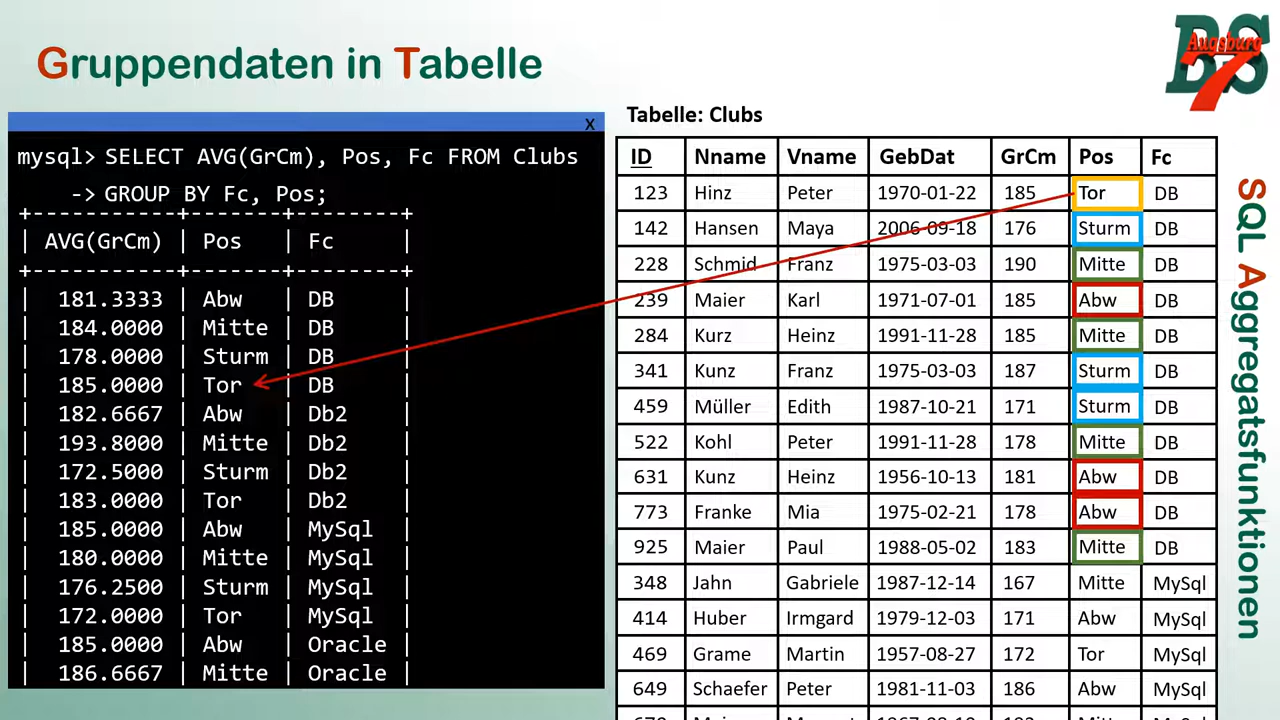 Gruppendaten in Tabelle
BS
Augsburg
7
x
mysql> SELECT AVG(GrCm), Pos, Fc FROM Clubs
-> GROUP BY Fc, Pos;
+-----------+-------+--------+
| AVG(GrCm) | Pos | Fc |
+-----------+-------+--------+
| 181.3333 | Abw | DB |
| 184.0000 | Mitte | DB |
| 178.0000 | Sturm | DB |
| 185.0000 | Tor | DB |
| 182.6667 | Abw | Db2 |
| 193.8000 | Mitte | Db2 |
| 172.5000 | Sturm | Db2 |
| 183.0000 | Tor | Db2 |
| 185.0000 | Abw | MySql |
| 180.0000 | Mitte | MySql |
| 176.2500 | Sturm | MySql |
| 172.0000 | Tor | MySql |
| 185.0000 | Abw | Oracle |
| 186.6667 | Mitte | Oracle |
Tabelle: Clubs
ID Nname Vname GebDat GrCm Pos Fc
123 Hinz Peter 1970-01-22 185 Tor DB
142 Hansen Maya 2006-09-18 176 Sturm DB
228 Schmid Franz 1975-03-03 190 Mitte DB
239 Maier Karl 1971-07-01 185 Abw DB
284 Kurz Heinz 1991-11-28 185 Mitte DB
341 Kunz Franz 1975-03-03 187 Sturm DB
459 Müller Edith 1987-10-21 171 Sturm DB
522 Kohl Peter 1991-11-28 178 Mitte DB
631 Kunz Heinz 1956-10-13 181 Abw DB
773 Franke Mia 1975-02-21 178 Abw DB
925 Maier Paul 1988-05-02 183 Mitte DB
348 Jahn Gabriele 1987-12-14 167 Mitte MySql
414 Huber Irmgard 1979-12-03 171 Abw MySql
469 Grame Martin 1957-08-27 172 Tor MySql
649 Schaefer Peter 1981-11-03 186 Abw MySql
SQL Aggregatsfunktionen